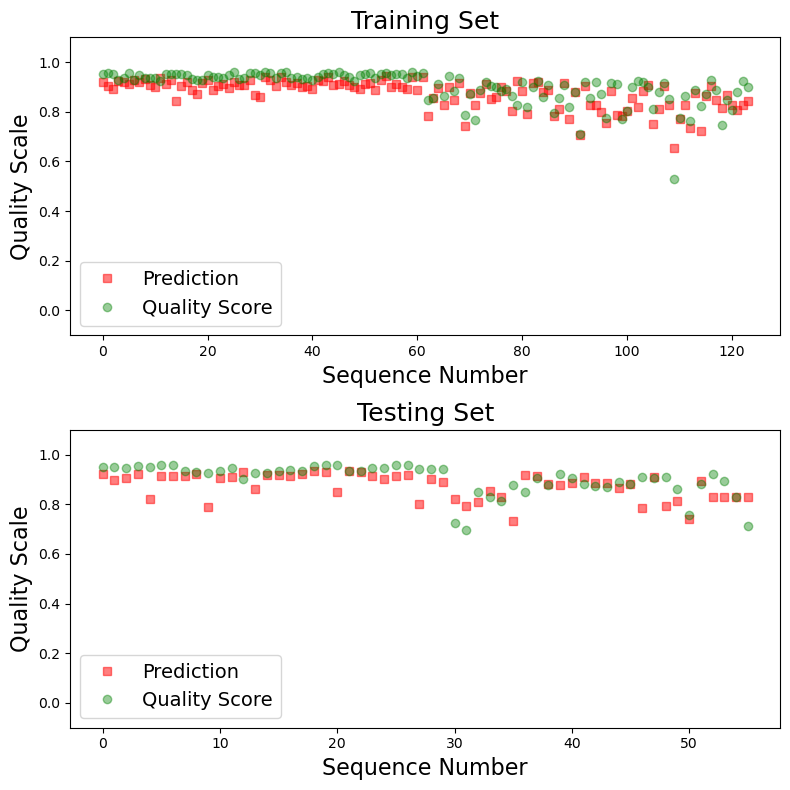 Training Set
1.0
0.8
0.6
0.4
0.2
0.0
Quality Scale
Prediction
Quality Score
0 20 40 60 80 100 120
Sequence Number
Testing Set
1.0
0.8
0.6
0.4
0.2
0.0
Quality Scale
Prediction
Quality Score
0 10 20 30 40 50
Sequence Number